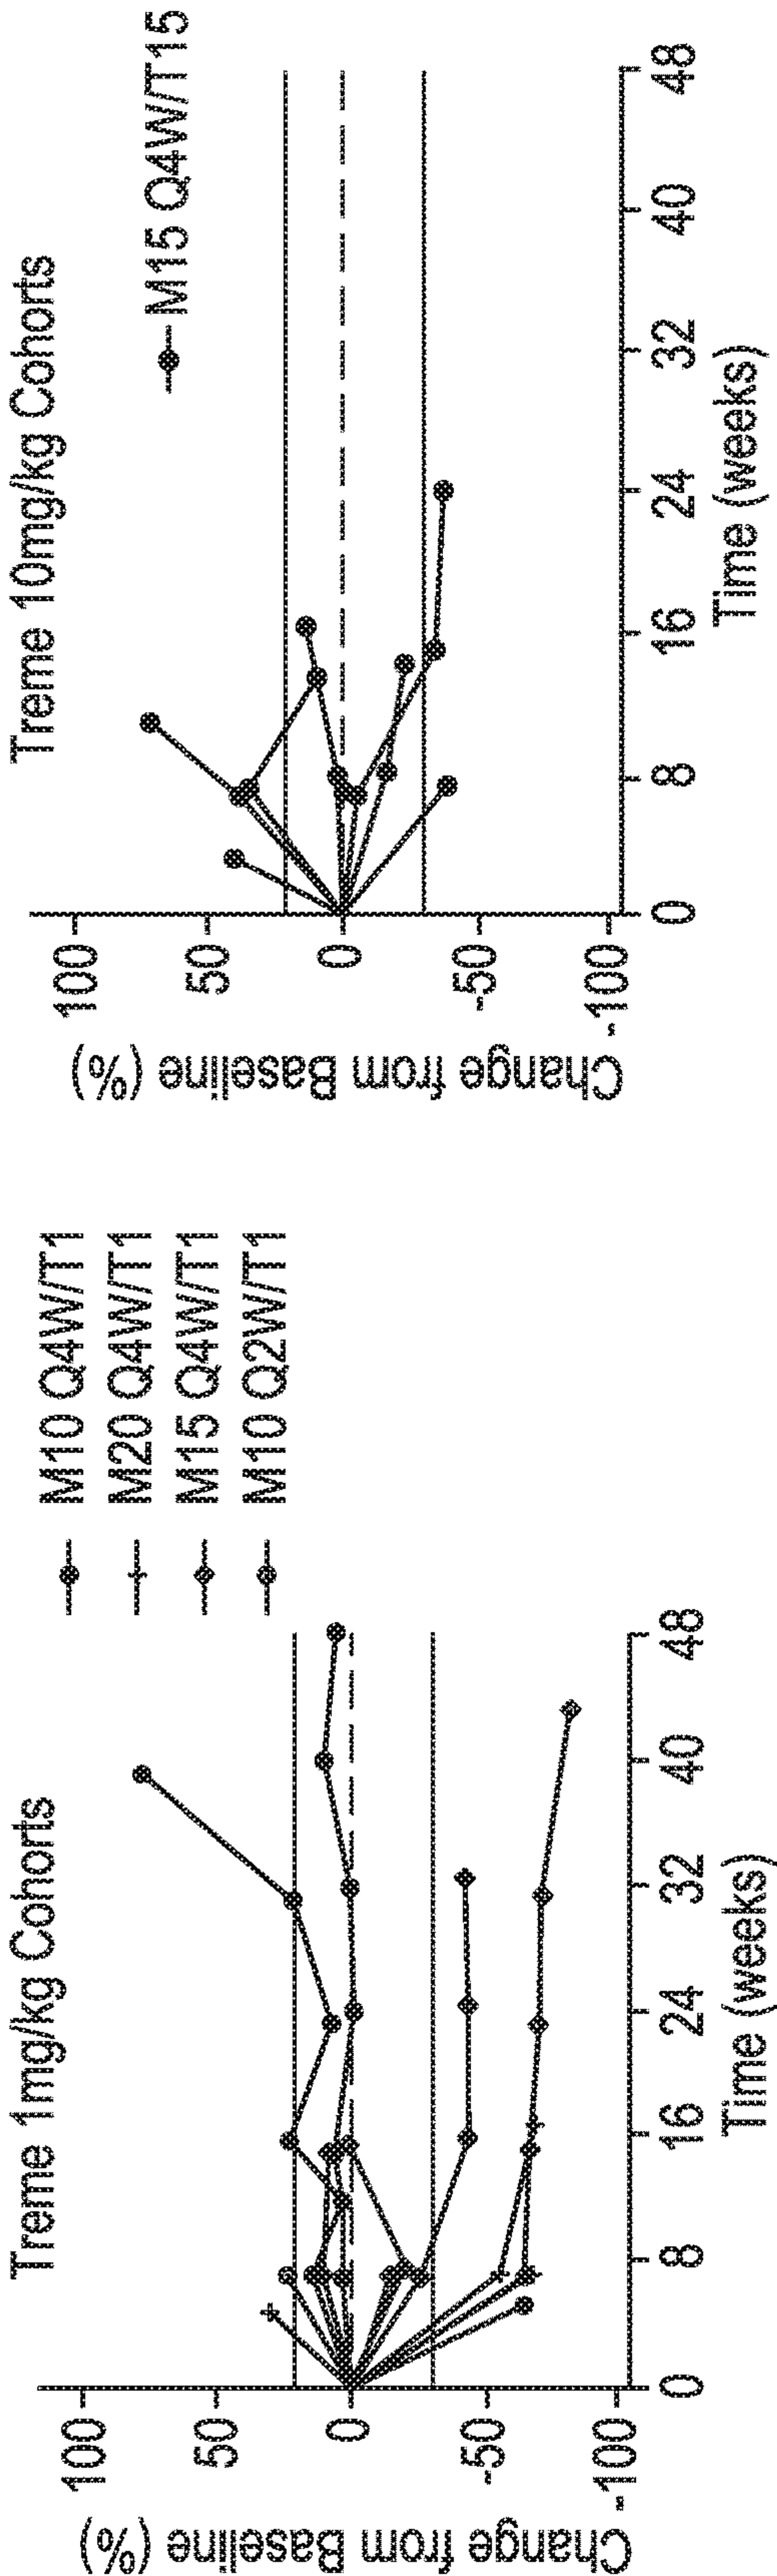 Treme 1mg/kg Cohorts
M10 Q4W/T1
M20 Q4W/T1
M15 Q4W/T1
M10 Q2W/T1
Change from Baseline (%)
100
50
0
-50
-100
0 8 16 24 32 40 48
Time (weeks)
Treme 10mg/kg Cohorts
M15 Q4W/T15
Change from Baseline (%)
100
50
0
-50
-100
0 8 16 24 32 40 48
Time (weeks)